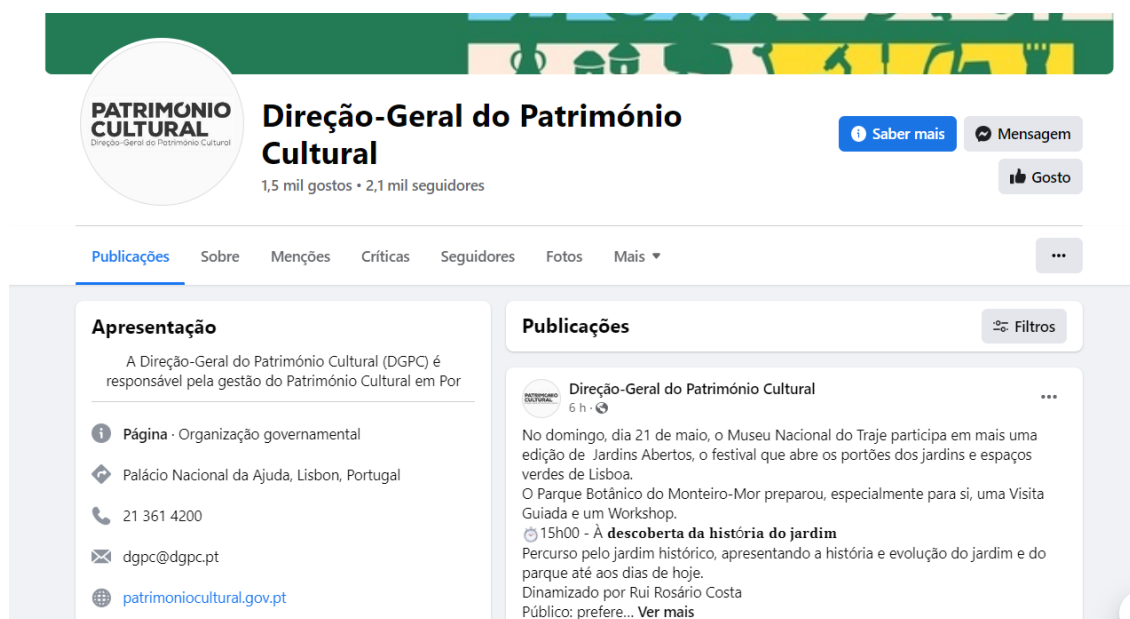 PATRIMONIO
CULTURAL
Direção-Geral do Património Cultural
Direção-Geral do Património
Cultural
1,5 mil gostos • 2,1 mil seguidores
Saber mais
Mensagem
Gosto
Publicações
Sobre
Menções
Críticas
Seguidores
Fotos
Mais
Apresentação
A Direção-Geral do Património Cultural (DGPC) é
responsável pela gestão do Património Cultural em Por
Página · Organização governamental
Palácio Nacional da Ajuda, Lisbon, Portugal
21 361 4200
dgpc@dgpc.pt
patrimoniocultural.gov.pt
Publicações
Filtros
PATRIMONIO
CULTURAL
Direção-Geral do Património Cultural
6 h ·
No domingo, dia 21 de maio, o Museu Nacional do Traje participa em mais uma
edição de Jardins Abertos, o festival que abre os portões dos jardins e espaços
verdes de Lisboa.
O Parque Botânico do Monteiro-Mor preparou, especialmente para si, uma Visita
Guiada e um Workshop.
⏱15h00 - À descoberta da história do jardim
Percurso pelo jardim histórico, apresentando a história e evolução do jardim e do
parque até aos dias de hoje.
Dinamizado por Rui Rosário Costa
Público: prefere... Ver mais